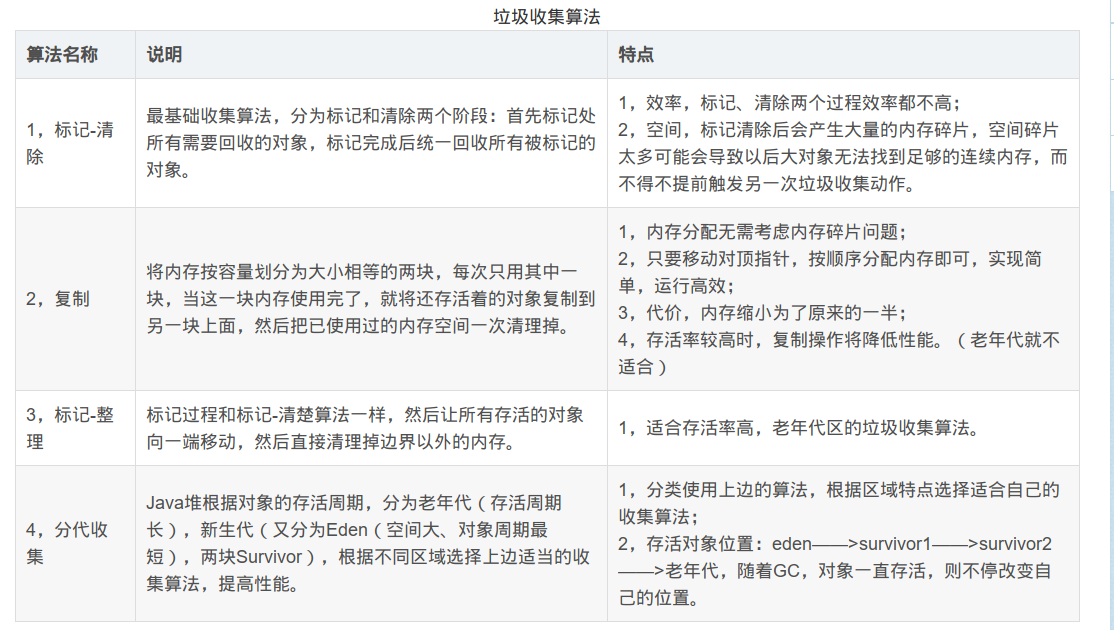 垃圾收集算法
算法名称
说明
特点
1，标记-清
除
最基础收集算法，分为标记和清除两个阶段：首先标记处
所有需要回收的对象，标记完成后统一回收所有被标记的
对象。
1，效率，标记、清除两个过程效率都不高；
2，空间，标记清除后会产生大量的内存碎片，空间碎片
太多可能会导致以后大对象无法找到足够的连续内存，而
不得不提前触发另一次垃圾收集动作。
2，复制
将内存按容量划分为大小相等的两块，每次只用其中一
块，当这一块内存使用完了，就将还存活着的对象复制到
另一块上面，然后把已使用过的内存空间一次清理掉。
1，内存分配无需考虑内存碎片问题；
2，只要移动对顶指针，按顺序分配内存即可，实现简
单，运行高效；
3，代价，内存缩小为了原来的一半；
4，存活率较高时，复制操作将降低性能。（老年代就不
适合）
3，标记-整
理
标记过程和标记-清楚算法一样，然后让所有存活的对象
向一端移动，然后直接清理掉边界以外的内存。
1，适合存活率高，老年代区的垃圾收集算法。
4，分代收
集
Java堆根据对象的存活周期，分为老年代（存活周期
长），新生代（又分为Eden（空间大、对象周期最
短），两块Survivor），根据不同区域选择上边适当的收
集算法，提高性能。
1，分类使用上边的算法，根据区域特点选择适合自己的
收集算法；
2，存活对象位置：eden——>survivor1——>survivor2
——>老年代，随着GC，对象一直存活，则不停改变自
己的位置。